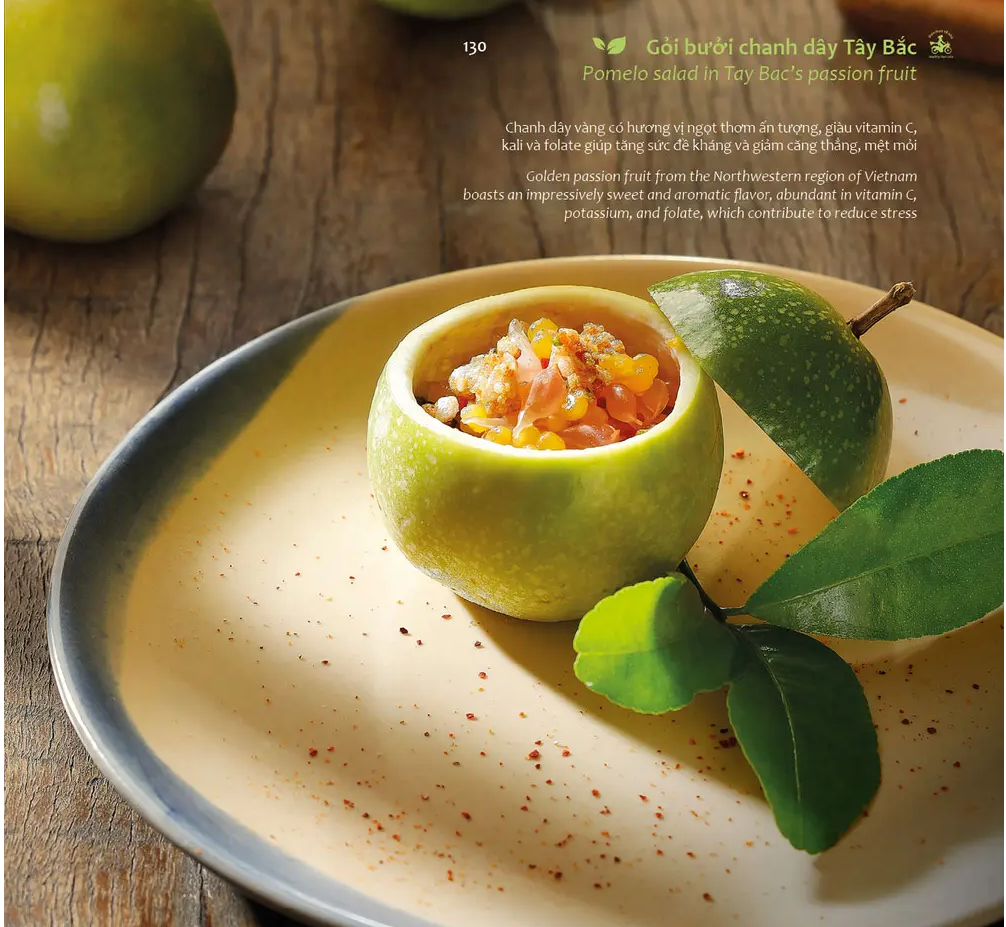 130
Gỏi bưởi chanh dây Tây Bắc
Pomelo salad in Tay Bac's passion fruit
Chanh dây vàng có hương vị ngọt thơm ấn tượng, giàu vitamin C,
kali và folate giúp tăng sức đề kháng và giảm căng thẳng, mệt mỏi
Golden passion fruit from the Northwestern region of Vietnam
boasts an impressively sweet and aromatic flavor, abundant in vitamin C,
potassium, and folate, which contribute to reduce stress